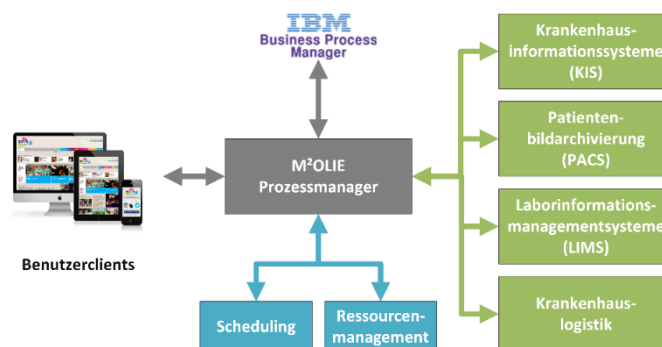 IBM
Business Process
Manager
Krankenhaus-
informationssysteme
(KIS)
Patienten-
bildarchivierung
(PACS)
M²OLIE
Prozessmanager
Laborinformations-
managementsysteme
(LIMS)
Benutzerclients
Scheduling
Ressourcen-
management
Krankenhaus-
logistik